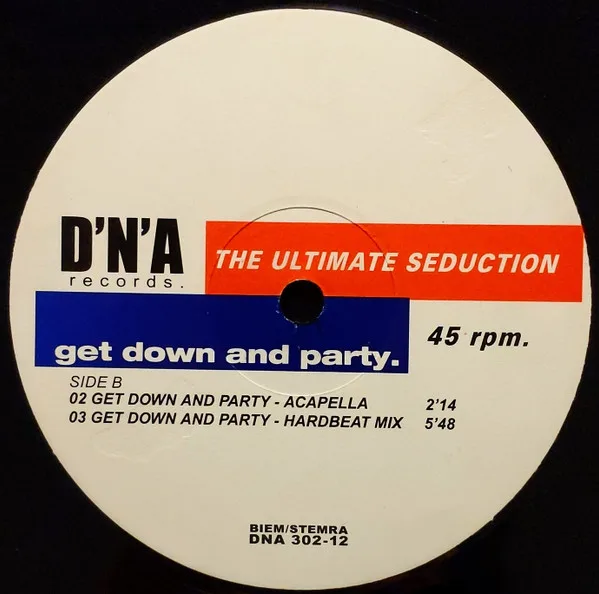 D'N'A
records.
THE ULTIMATE SEDUCTION
get down and party.
45 rpm.
SIDE B
02 GET DOWN AND PARTY - ACAPELLA 2'14
03 GET DOWN AND PARTY - HARDBEAT MIX 5'48
BIEM/STEMRA
DNA 302-12